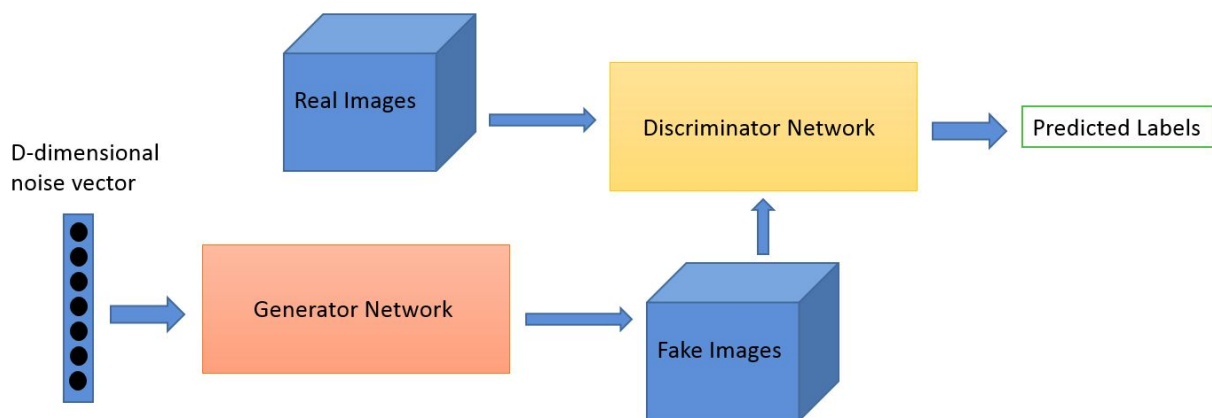 Real Images
Discriminator Network
Predicted Labels
D-dimensional
noise vector
Generator Network
Fake Images